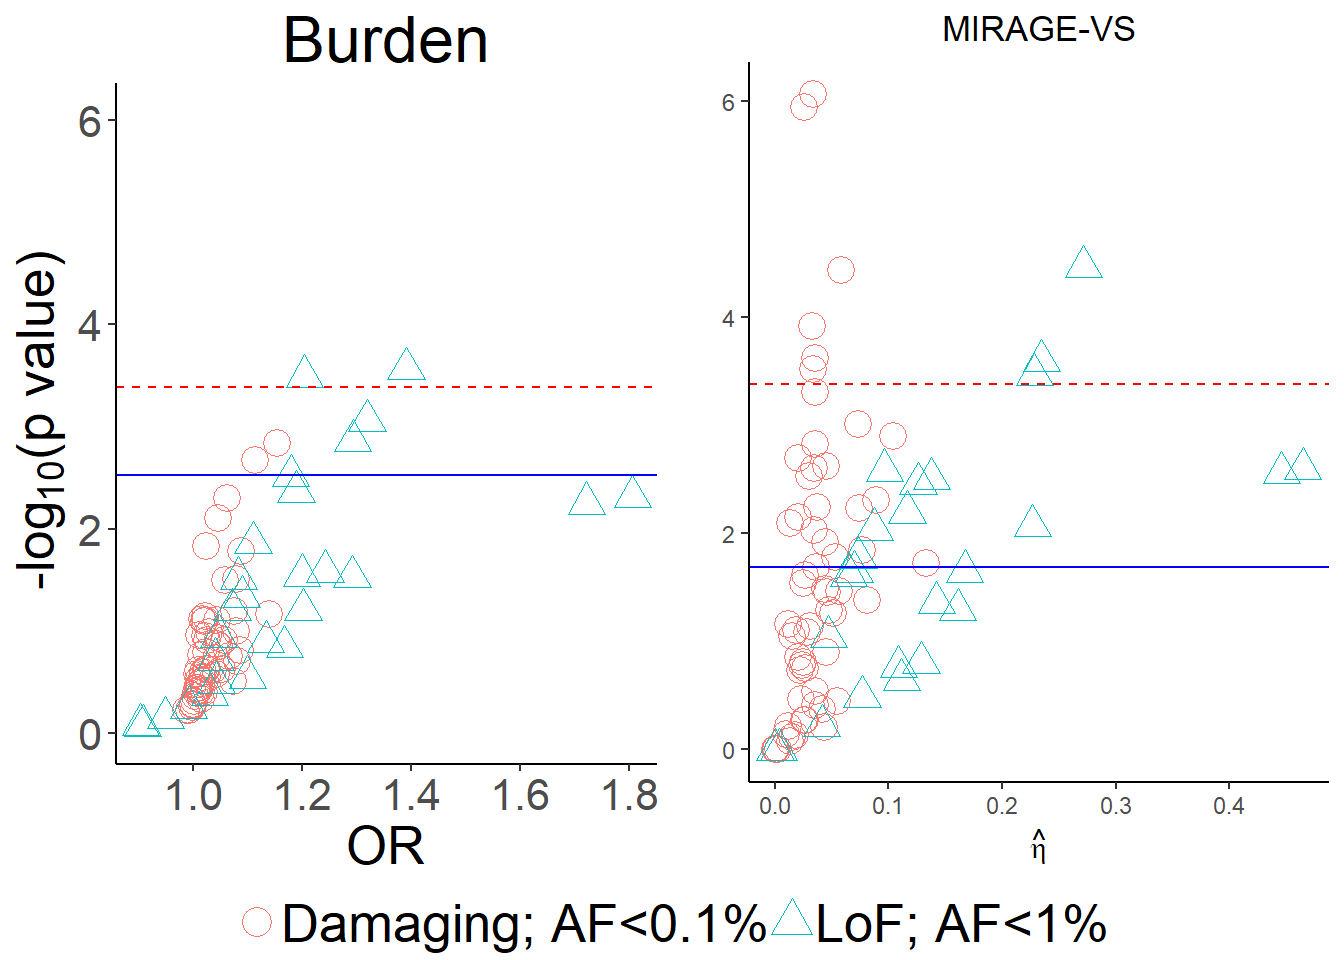 Burden
MIRAGE-VS
-log10(p value)
6
4
2
0
1.0 1.2 1.4 1.6 1.8
OR
6
4
2
0
0.0 0.1 0.2 0.3 0.4
η̂
Damaging; AF<0.1% LoF; AF<1%